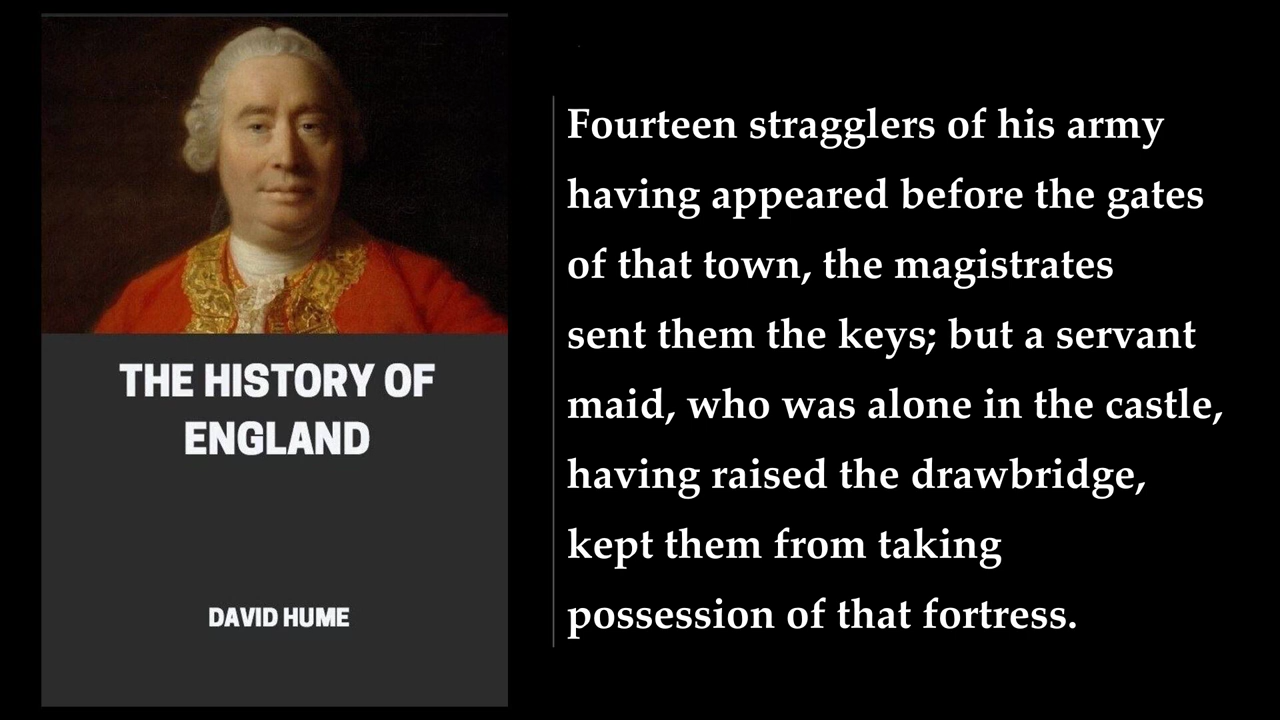 THE HISTORY OF
ENGLAND
DAVID HUME
Fourteen stragglers of his army
having appeared before the gates
of that town, the magistrates
sent them the keys; but a servant
maid, who was alone in the castle,
having raised the drawbridge,
kept them from taking
possession of that fortress.